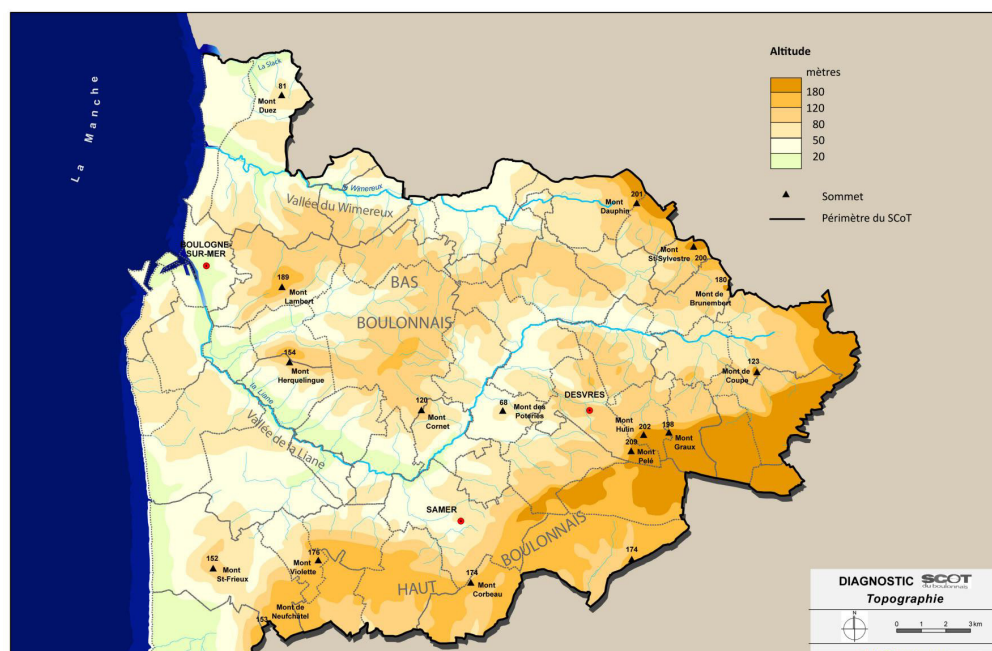 La Manche
La Slack
81
Mont
Duez
Wimereux
Vallée du Wimereux
BOULOGNE-
SUR-MER
189
Mont
Lambert
BAS
BOULONNAIS
154
Mont
Herquelingue
la Liane
Vallée de la Liane
120
Mont
Cornet
68
Mont des
Poteries
DESVRES
201
Mont
Dauphin
Mont
St-Sylvestre
200
180
Mont de
Brunembert
123
Mont
de Coupe
Mont
Hulin
202
198
Mont
Graux
209
Mont
Pelé
SAMER
152
Mont
St-Frieux
176
Mont
Violette
Mont de
Neufchâtel
153
HAUT BOULONNAIS
174
Mont
Corbeau
174
Altitude
mètres
180
120
80
50
20
Sommet
Périmètre du SCoT
DIAGNOSTIC SCOT
du boulonnais
Topographie
N
0 1 2 3 km